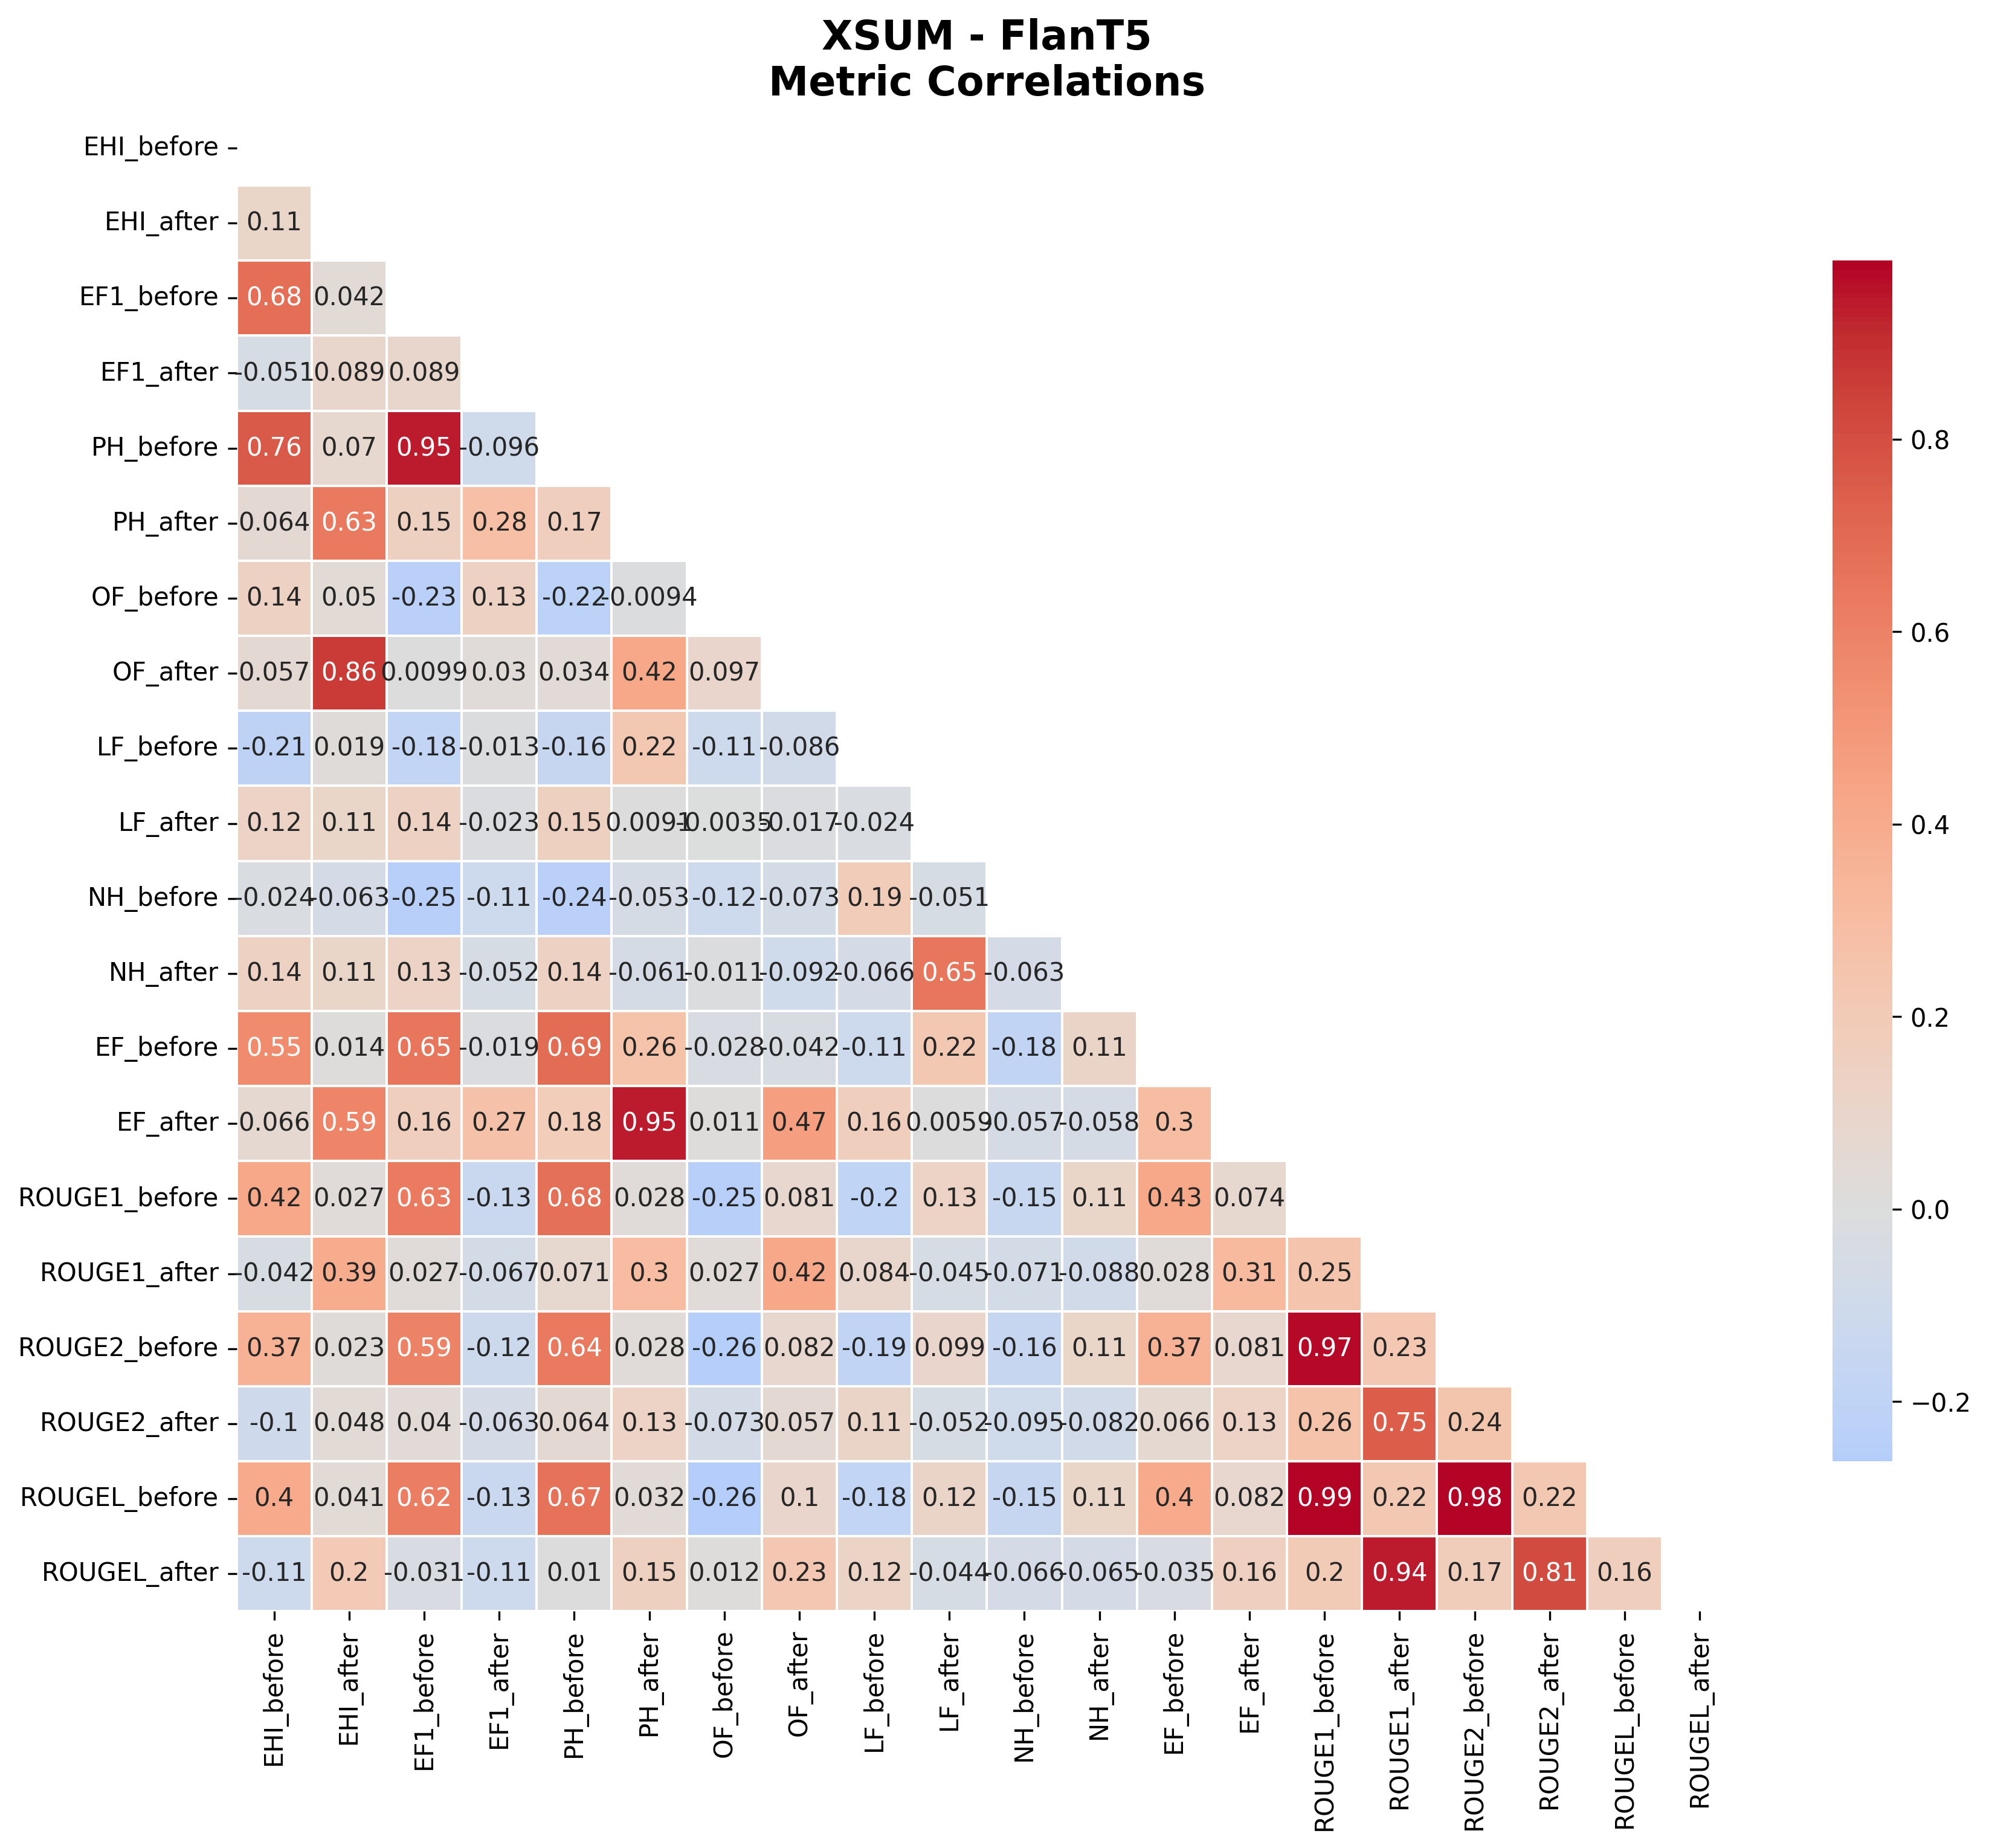 XSUM - FlanT5
Metric Correlations
EHI_before
EHI_after 0.11
EF1_before 0.68 0.042
EF1_after -0.051 0.089 0.089
PH_before 0.76 0.07 0.95 -0.096
PH_after 0.064 0.63 0.15 0.28 0.17
OF_before 0.14 0.05 -0.23 0.13 -0.22 -0.0094
OF_after 0.057 0.86 0.0099 0.03 0.034 0.42 0.097
LF_before -0.21 0.019 -0.18 -0.013 -0.16 0.22 -0.11 -0.086
LF_after 0.12 0.11 0.14 -0.023 0.15 0.0091 -0.0035 -0.017 -0.024
NH_before -0.024 -0.063 -0.25 -0.11 -0.24 -0.053 -0.12 -0.073 0.19 -0.051
NH_after 0.14 0.11 0.13 -0.052 0.14 -0.061 -0.011 -0.092 -0.066 0.65 -0.063
EF_before 0.55 0.014 0.65 -0.019 0.69 0.26 -0.028 -0.042 -0.11 0.22 -0.18 0.11
EF_after 0.066 0.59 0.16 0.27 0.18 0.95 0.011 0.47 0.16 0.0059 -0.057 -0.058 0.3
ROUGE1_before 0.42 0.027 0.63 -0.13 0.68 0.028 -0.25 0.081 -0.2 0.13 -0.15 0.11 0.43 0.074
ROUGE1_after -0.042 0.39 0.027 -0.067 0.071 0.3 0.027 0.42 0.084 -0.045 -0.071 -0.088 0.028 0.31 0.25
ROUGE2_before 0.37 0.023 0.59 -0.12 0.64 0.028 -0.26 0.082 -0.19 0.099 -0.16 0.11 0.37 0.081 0.97 0.23
ROUGE2_after -0.1 0.048 0.04 -0.063 0.064 0.13 -0.073 0.057 0.11 -0.052 -0.095 -0.082 0.066 0.13 0.26 0.75 0.24
ROUGEL_before 0.4 0.041 0.62 -0.13 0.67 0.032 -0.26 0.1 -0.18 0.12 -0.15 0.11 0.4 0.082 0.99 0.22 0.98 0.22
ROUGEL_after -0.11 0.2 -0.031 -0.11 0.01 0.15 0.012 0.23 0.12 -0.044 -0.066 -0.065 -0.035 0.16 0.2 0.94 0.17 0.81 0.16
EHI_before
EHI_after
EF1_before
EF1_after
PH_before
PH_after
OF_before
OF_after
LF_before
LF_after
NH_before
NH_after
EF_before
EF_after
ROUGE1_before
ROUGE1_after
ROUGE2_before
ROUGE2_after
ROUGEL_before
ROUGEL_after
0.8
0.6
0.4
0.2
0.0
−0.2